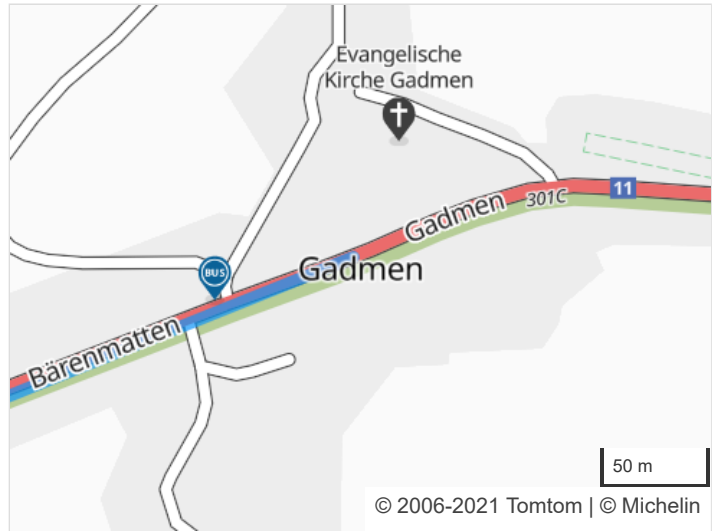 Evangelische
Kirche Gadmen
11
301C
Gadmen
BUS
Gadmen
Bärenmatten
50 m
© 2006-2021 Tomtom | © Michelin